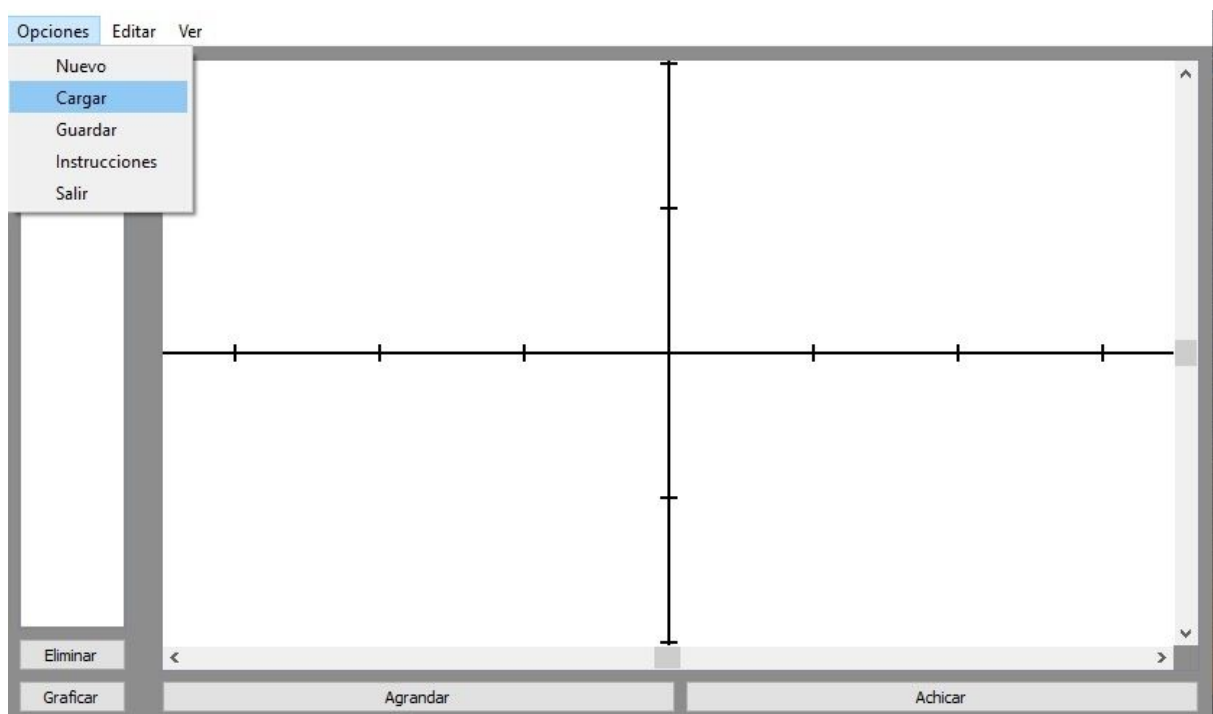 Opciones Editar Ver
Nuevo
Cargar
Guardar
Instrucciones
Salir
Eliminar
Graficar Agrandar Achicar